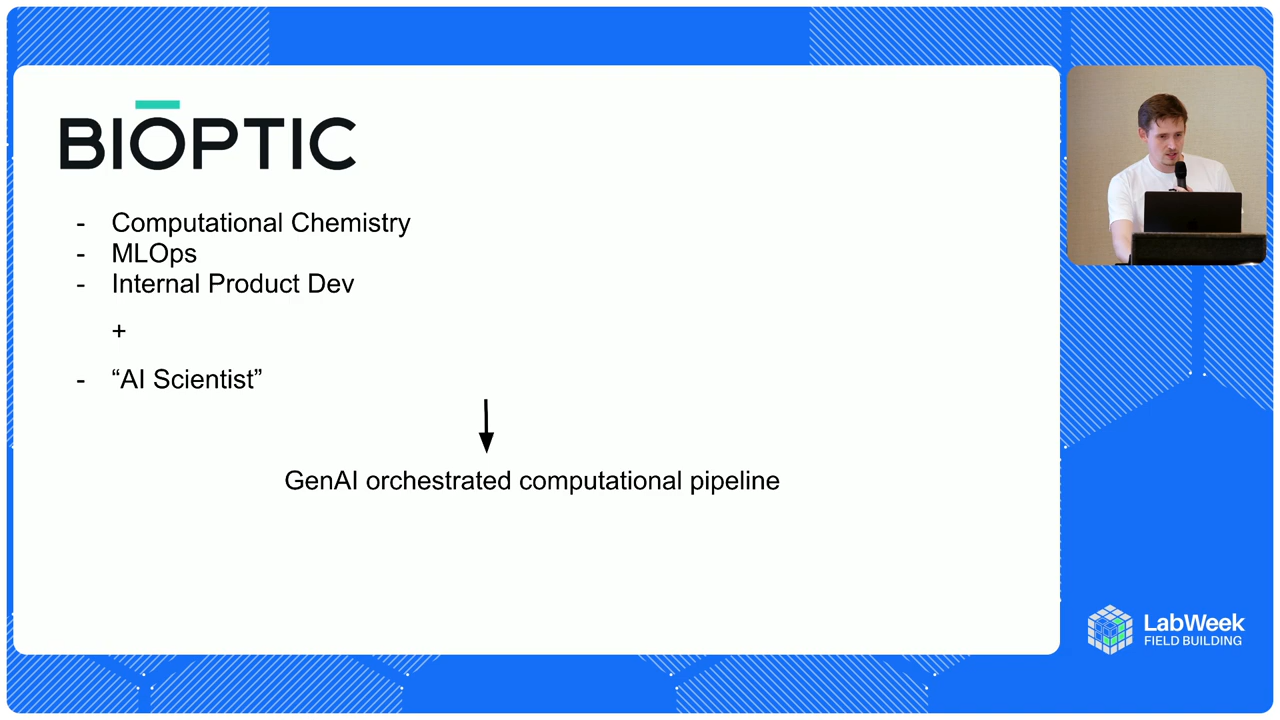 BIOPTIC
- Computational Chemistry
- MLOps
- Internal Product Dev
+
- “AI Scientist”
GenAI orchestrated computational pipeline
LabWeek
FIELD BUILDING